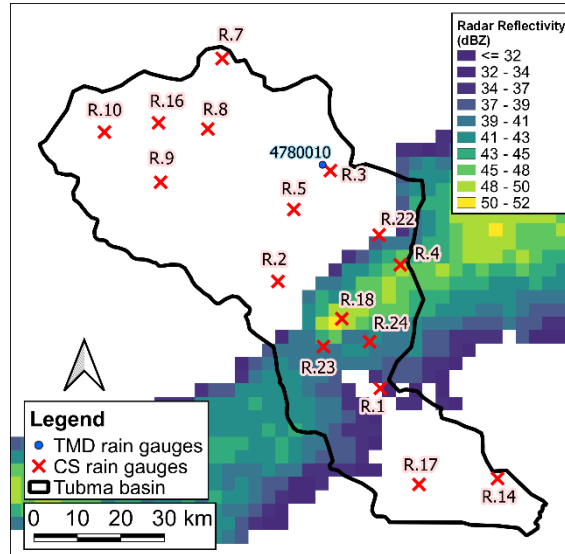 Radar Reflectivity
(dBZ)
<= 32
32 - 34
34 - 37
37 - 39
39 - 41
41 - 43
43 - 45
45 - 48
48 - 50
50 - 52
R.7
R.10
R.16
R.8
4780010
R.9
R.3
R.5
R.22
R.4
R.2
R.18
R.24
R.23
R.1
R.17
R.14
Legend
TMD rain gauges
CS rain gauges
Tubma basin
0 10 20 30 km